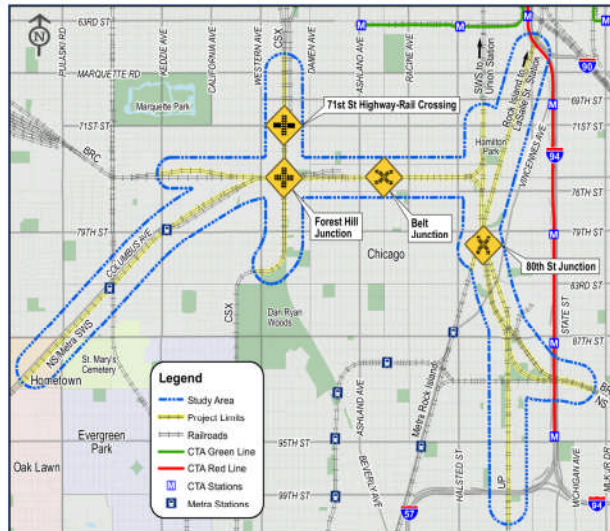 63RD ST
PULASKI RD
KEDZIE AVE
CALIFORNIA AVE
WESTERN AVE
CSX
DAMEN AVE
ASHLAND AVE
RACINE AVE
SWS to
Union Station
Rock Island to
LaSalle St. Station
N
MARQUETTE RD
90
Marquette Park
71st St Highway-Rail Crossing
69TH ST
71ST ST
71ST ST
Hamilton
Park
VINCENNES AVE
94
BRC
76TH ST
Forest Hill
Junction
Belt
Junction
79TH ST
79TH ST
COLUMBUS AVE
Chicago
80th St Junction
83RD ST
CSX
Dan Ryan
Woods
STATE ST
NS/Metra SWS
87TH ST
St. Mary's
Cemetery
Hometown
Metra Rock Island
NS
Legend
Study Area
Project Limits
Railroads
CTA Green Line
CTA Red Line
M CTA Stations
Metra Stations
Evergreen
Park
Oak Lawn
95TH ST
ASHLAND AVE
BEVERLY AVE
HALSTED ST
UP
MICHIGAN AVE
MLK JR DR
99TH ST
57
94